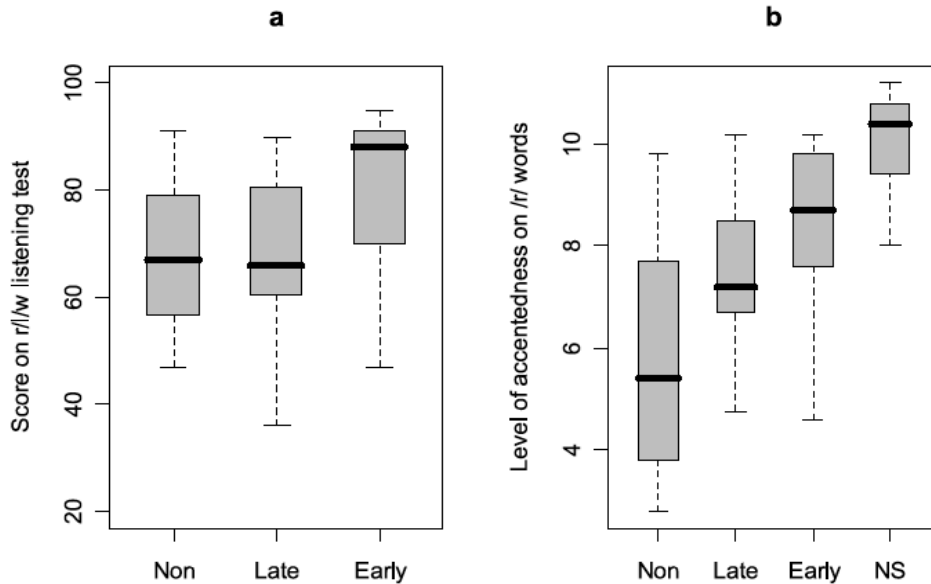 a
Score on r/l/w listening test
100
80
60
40
20
Non Late Early
b
Level of accentedness on /r/ words
10
8
6
4
Non Late Early NS